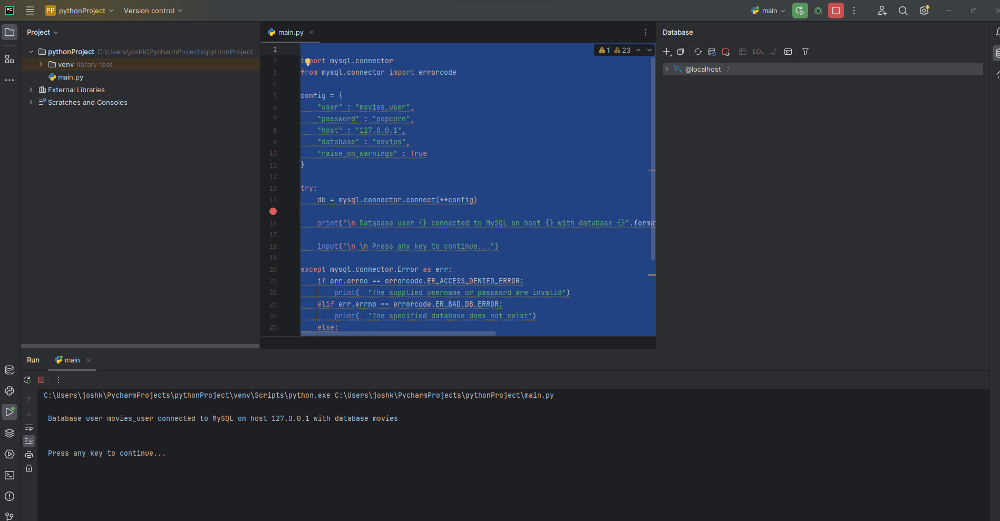 PC
PP pythonProject Version control main
Project
main.py
Database
pythonProject C:\Users\joshk\PycharmProjects\pythonProject
venv library root
main.py
External Libraries
Scratches and Consoles
1 23
DDL
@localhost 7
1
2 import mysql.connector
3 from mysql.connector import errorcode
4
5 config = {
6 "user" : "movies_user",
7 "password" : "popcorn",
8 "host" : "127.0.0.1",
9 "database" : "movies",
10 "raise_on_warnings" : True
11 }
12
13 try:
14 db = mysql.connector.connect(**config)
16 print("\n Database user {} connected to MySQL on host {} with database {}".forma
17
18 input("\n \n Press any key to continue...")
19
20 except mysql.connector.Error as err:
21 if err.errno == errorcode.ER_ACCESS_DENIED_ERROR:
22 print( "The supplied username or password are invalid")
23 elif err.errno == errorcode.ER_BAD_DB_ERROR:
24 print( "The specified database does not exist")
25 else:
Run main
C:\Users\joshk\PycharmProjects\pythonProject\venv\Scripts\python.exe C:\Users\joshk\PycharmProjects\pythonProject\main.py
Database user movies_user connected to MySQL on host 127.0.0.1 with database movies
Press any key to continue...